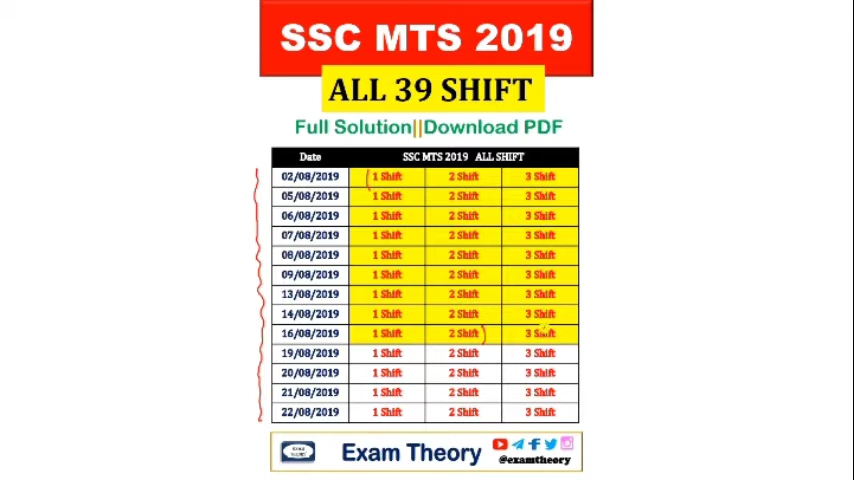 SSC MTS 2019
ALL 39 SHIFT
Full Solution||Download PDF
Date SSC MTS 2019 ALL SHIFT
02/08/2019 1 Shift 2 Shift 3 Shift
05/08/2019 1 Shift 2 Shift 3 Shift
06/08/2019 1 Shift 2 Shift 3 Shift
07/08/2019 1 Shift 2 Shift 3 Shift
08/08/2019 1 Shift 2 Shift 3 Shift
09/08/2019 1 Shift 2 Shift 3 Shift
13/08/2019 1 Shift 2 Shift 3 Shift
14/08/2019 1 Shift 2 Shift 3 Shift
16/08/2019 1 Shift 2 Shift 3 Shift
19/08/2019 1 Shift 2 Shift 3 Shift
20/08/2019 1 Shift 2 Shift 3 Shift
21/08/2019 1 Shift 2 Shift 3 Shift
22/08/2019 1 Shift 2 Shift 3 Shift
Exam Theory
@examtheory